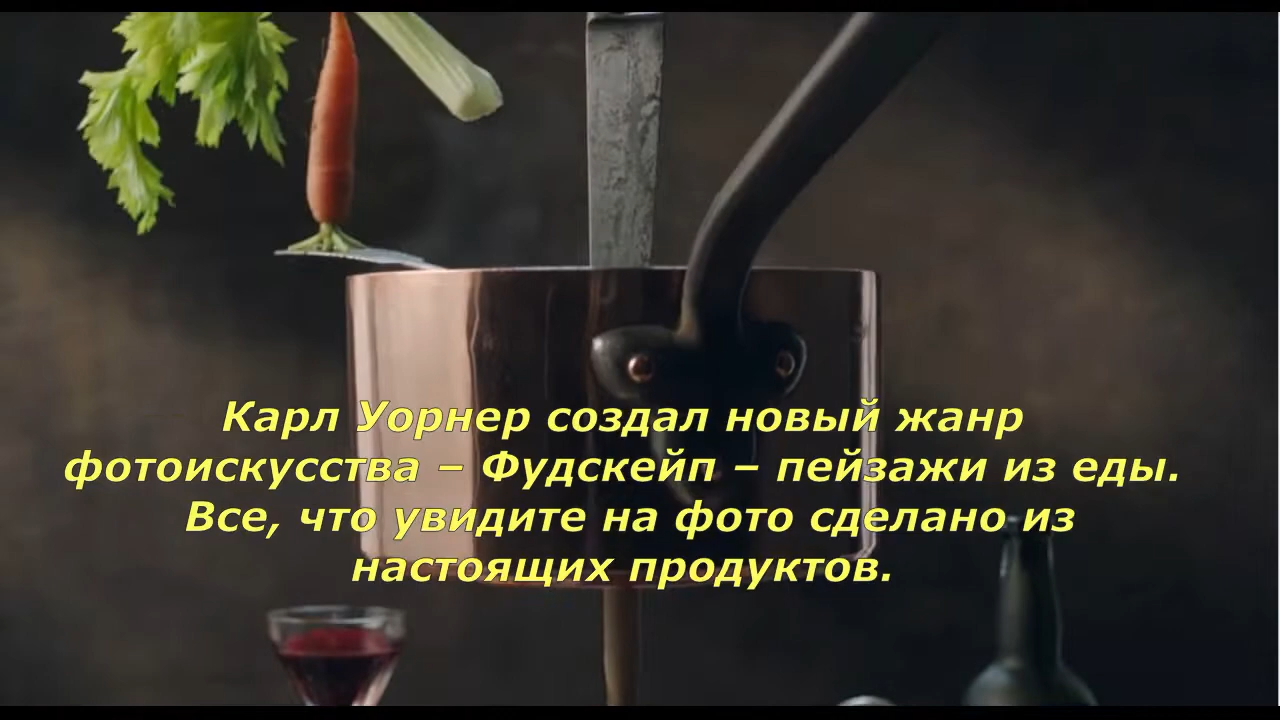 Карл Уорнер создал новый жанр
фотоискусства – Фудскейп – пейзажи из еды.
Все, что увидите на фото сделано из
настоящих продуктов.